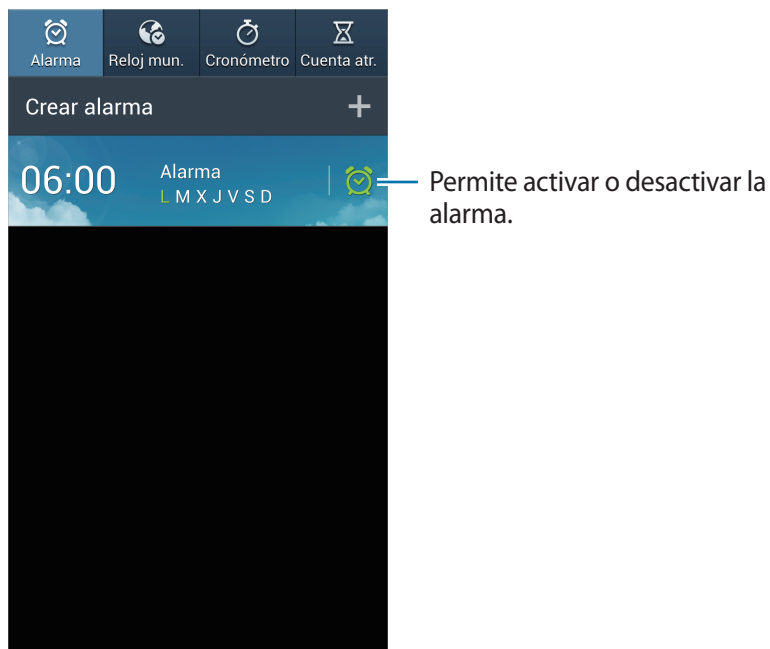 Alarma Reloj mun. Cronómetro Cuenta atr.
Crear alarma
06:00
Alarma
L M X J V S D
Permite activar o desactivar la
alarma.